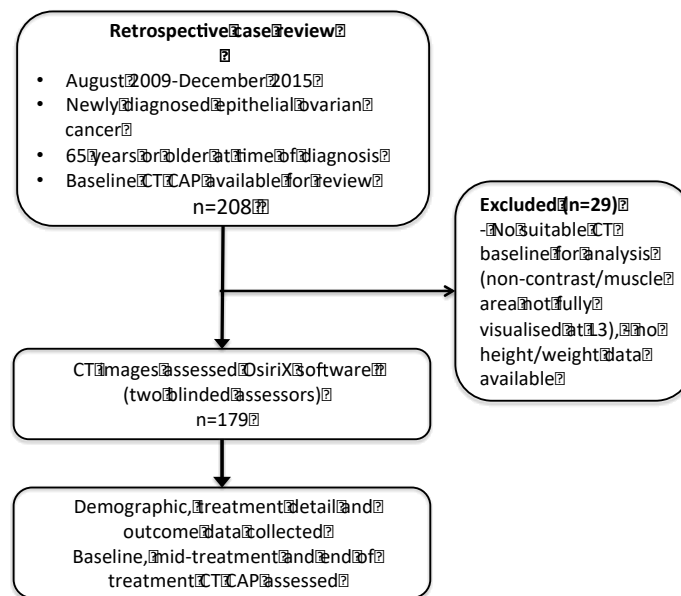 Retrospective case review
• August 2009-December 2015
• Newly diagnosed epithelial ovarian
cancer
• 65 years or older at time of diagnosis
• Baseline CT CAP available for review
n=208
Excluded (n=29)
- No suitable CT
baseline for analysis
(non-contrast/muscle
area not fully
visualised at L3), - no
height/weight data
available
CT images assessed OsiriX software
(two blinded assessors)
n=179
Demographic, treatment detail and
outcome data collected
Baseline, mid-treatment and end of
treatment CT CAP assessed